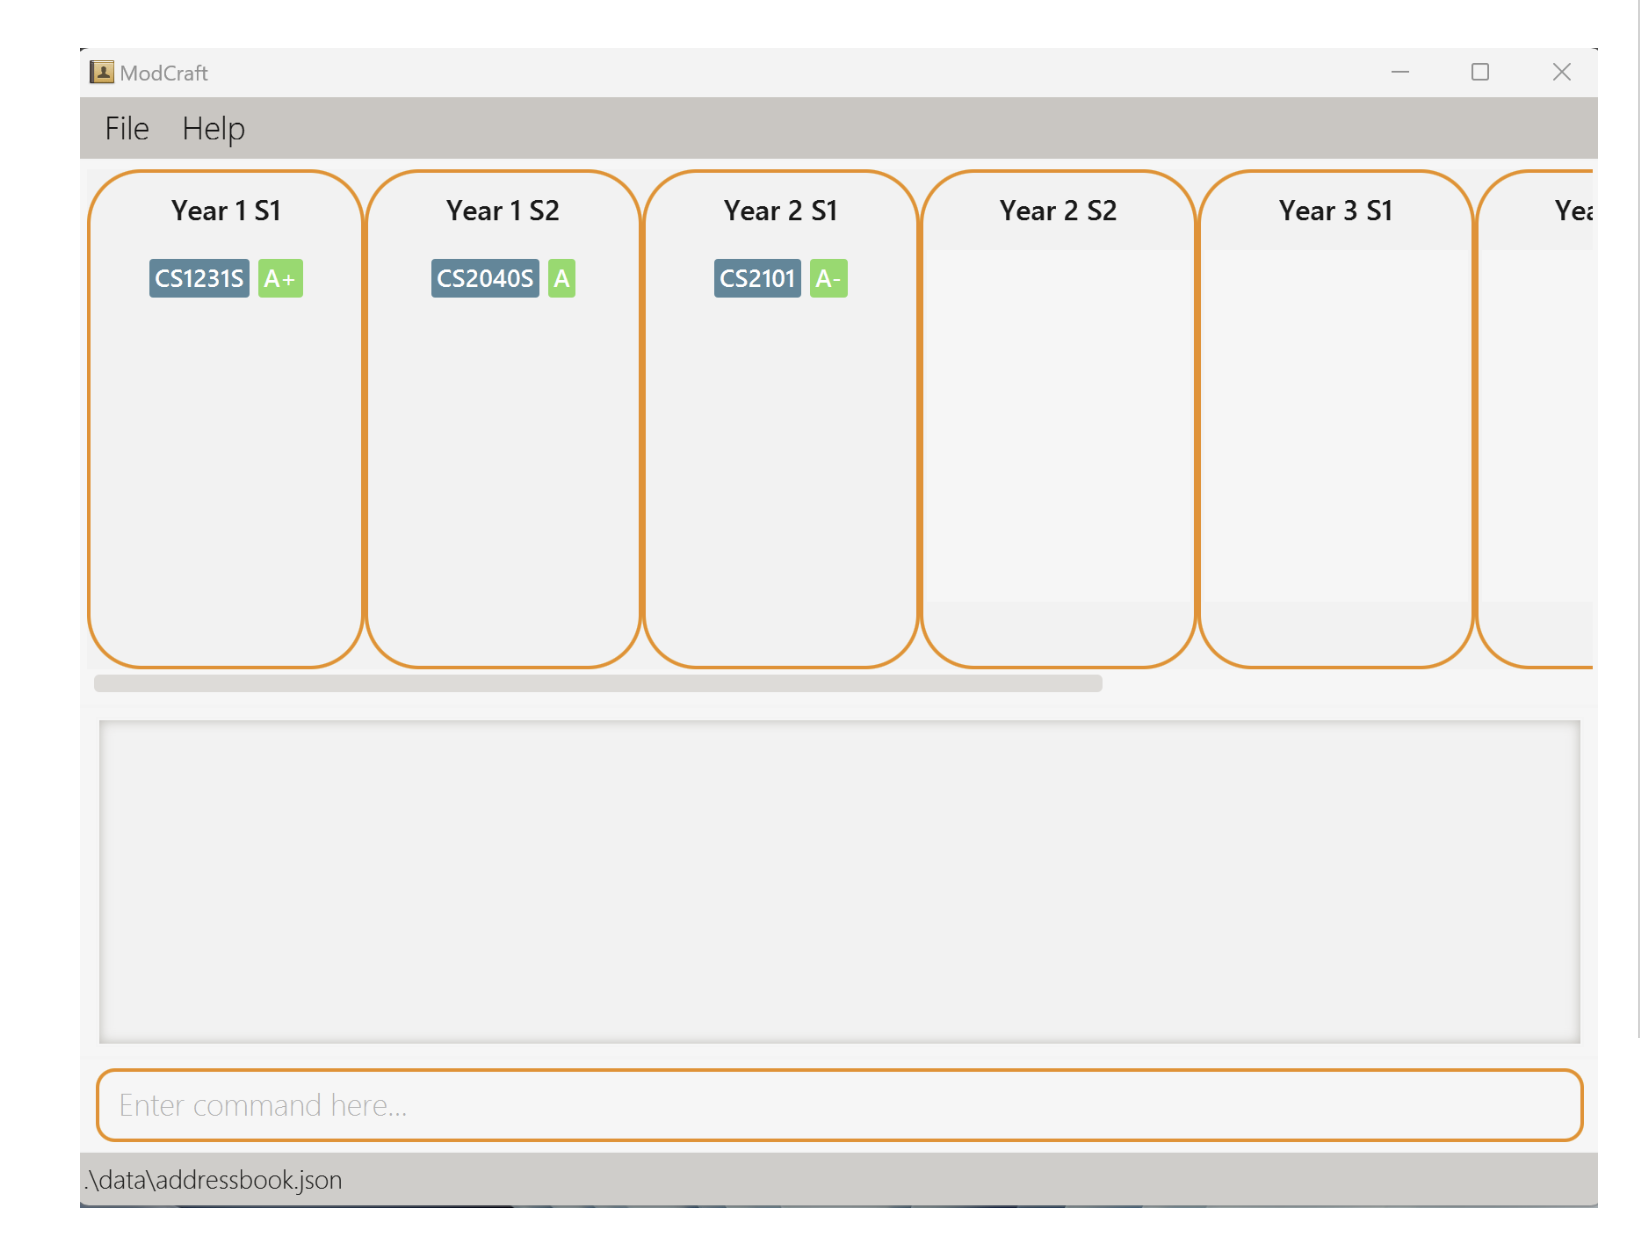 ModCraft
File Help
Year 1 S1 Year 1 S2 Year 2 S1 Year 2 S2 Year 3 S1 Yea
CS1231S A+ CS2040S A CS2101 A-
Enter command here...
.\data\addressbook.json